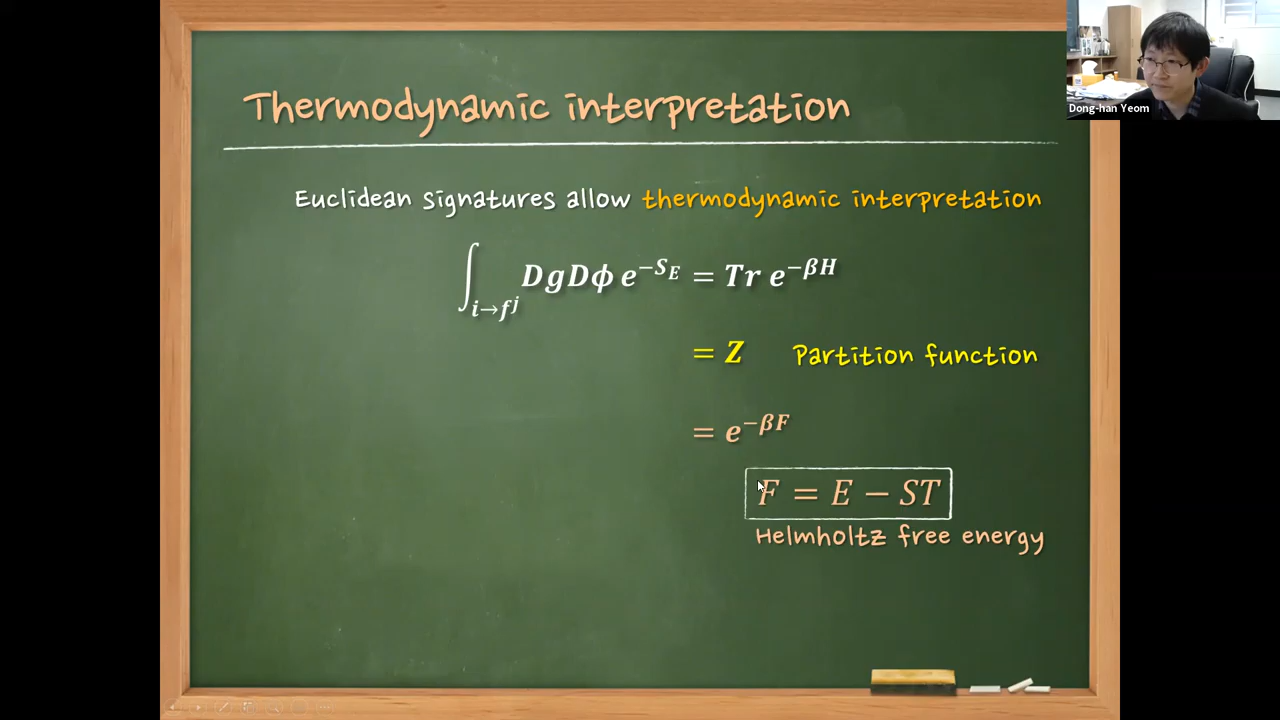 Thermodynamic interpretation
Dong-han Yeom
Euclidean signatures allow thermodynamic interpretation
∫_{i→f^j} DgDϕ e^{−S_E} = Tr e^{−βH}
= Z Partition function
= e^{−βF}
F = E − ST
Helmholtz free energy